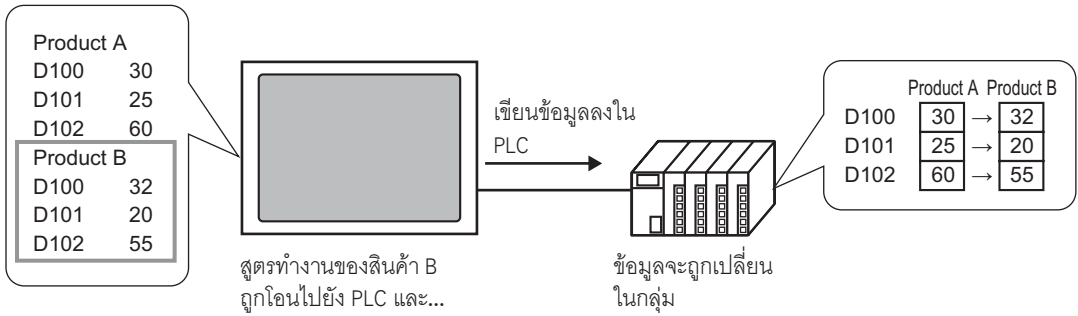 Product A
D100 30
D101 25
D102 60
Product B
D100 32
D101 20
D102 55
เขียนข้อมูลลงใน
PLC
สูตรทำงานของสินค้า B
ถูกโอนไปยัง PLC และ...
ข้อมูลจะถูกเปลี่ยน
ในกลุ่ม
Product A Product B
D100 30 → 32
D101 25 → 20
D102 60 → 55